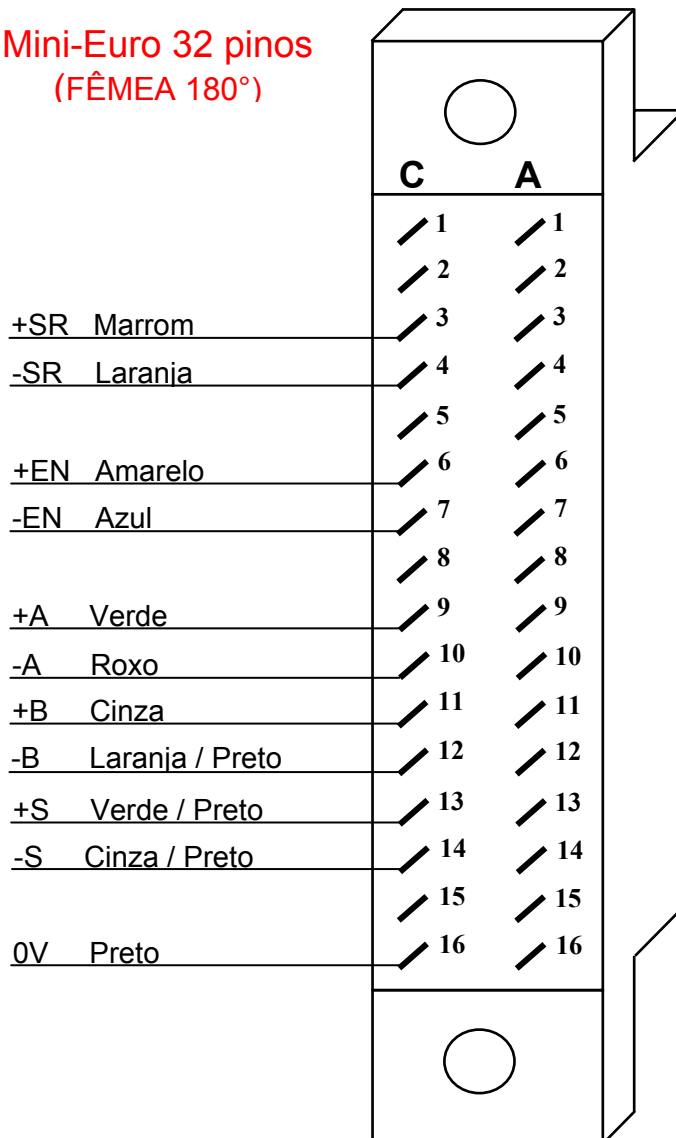 Mini-Euro 32 pinos
(FÊMEA 180°)
C A
1 1
2 2
+SR Marrom 3 3
-SR Laranja 4 4
5 5
+EN Amarelo 6 6
-EN Azul 7 7
8 8
+A Verde 9 9
-A Roxo 10 10
+B Cinza 11 11
-B Laranja / Preto 12 12
+S Verde / Preto 13 13
-S Cinza / Preto 14 14
15 15
0V Preto 16 16